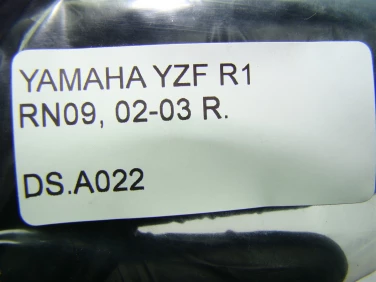 YAMAHA YZF R1
RN09, 02-03 R.
DS.A022